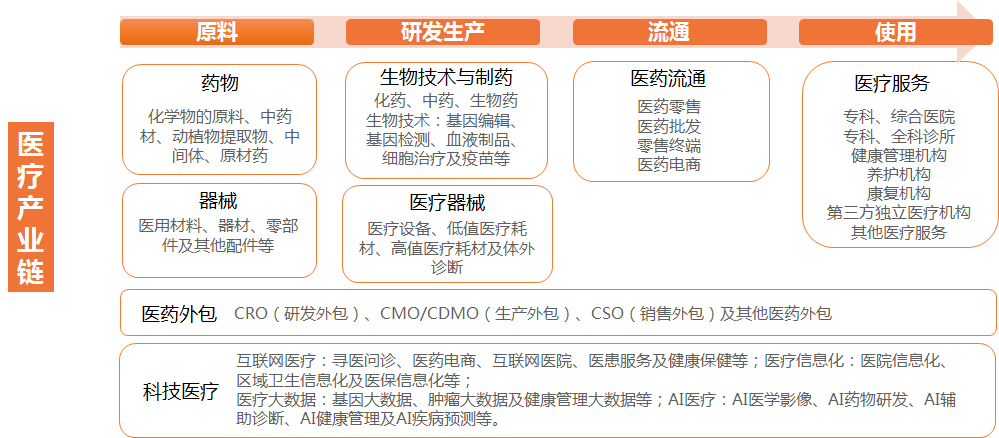 医疗产业链
原料
研发生产
流通
使用
药物
化学物的原料、中药
材、动植物提取物、中
间体、原材药
器械
医用材料、器材、零部
件及其他配件等
生物技术与制药
化药、中药、生物药
生物技术：基因编辑、
基因检测、血液制品、
细胞治疗及疫苗等
医疗器械
医疗设备、低值医疗耗
材、高值医疗耗材及体外
诊断
医药流通
医药零售
医药批发
零售终端
医药电商
医疗服务
专科、综合医院
专科、全科诊所
健康管理机构
养护机构
康复机构
第三方独立医疗机构
其他医疗服务
医药外包
CRO（研发外包）、CMO/CDMO（生产外包）、CSO（销售外包）及其他医药外包
科技医疗
互联网医疗：寻医问诊、医药电商、互联网医院、医患服务及健康保健等；医疗信息化：医院信息化、
区域卫生信息化及医保信息化等；
医疗大数据：基因大数据、肿瘤大数据及健康管理大数据等；AI医疗：AI医学影像、AI药物研发、AI辅
助诊断、AI健康管理及AI疾病预测等。